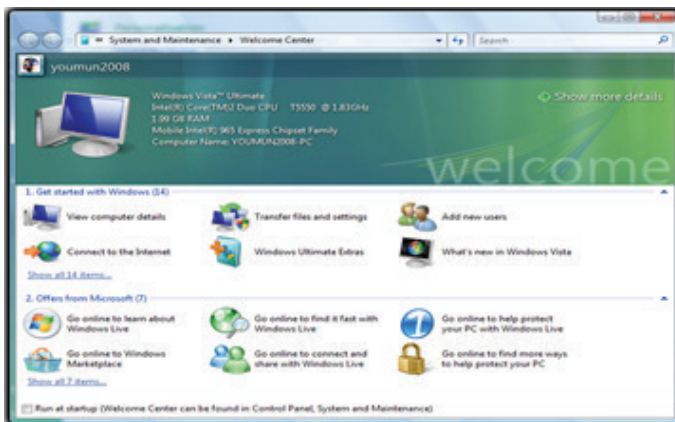 System and Maintenance ▸ Welcome Center
Search
youmun2008
Windows Vista™ Ultimate
Intel(R) Core(TM)2 Duo CPU T5550 @ 1.83GHz
1.99 GB RAM
Mobile Intel(R) 965 Express Chipset Family
Computer Name: YOUMUN2008-PC
Show more details
welcome
1. Get started with Windows (14)
View computer details
Transfer files and settings
Add new users
Connect to the Internet
Windows Ultimate Extras
What's new in Windows Vista
Show all 14 items...
2. Offers from Microsoft (7)
Go online to learn about
Windows Live
Go online to find it fast with
Windows Live
Go online to help protect
your PC with Windows Live
Go online to Windows
Marketplace
Go online to connect and
share with Windows Live
Go online to find more ways
to help protect your PC
Show all 7 items...
Run at startup (Welcome Center can be found in Control Panel, System and Maintenance)